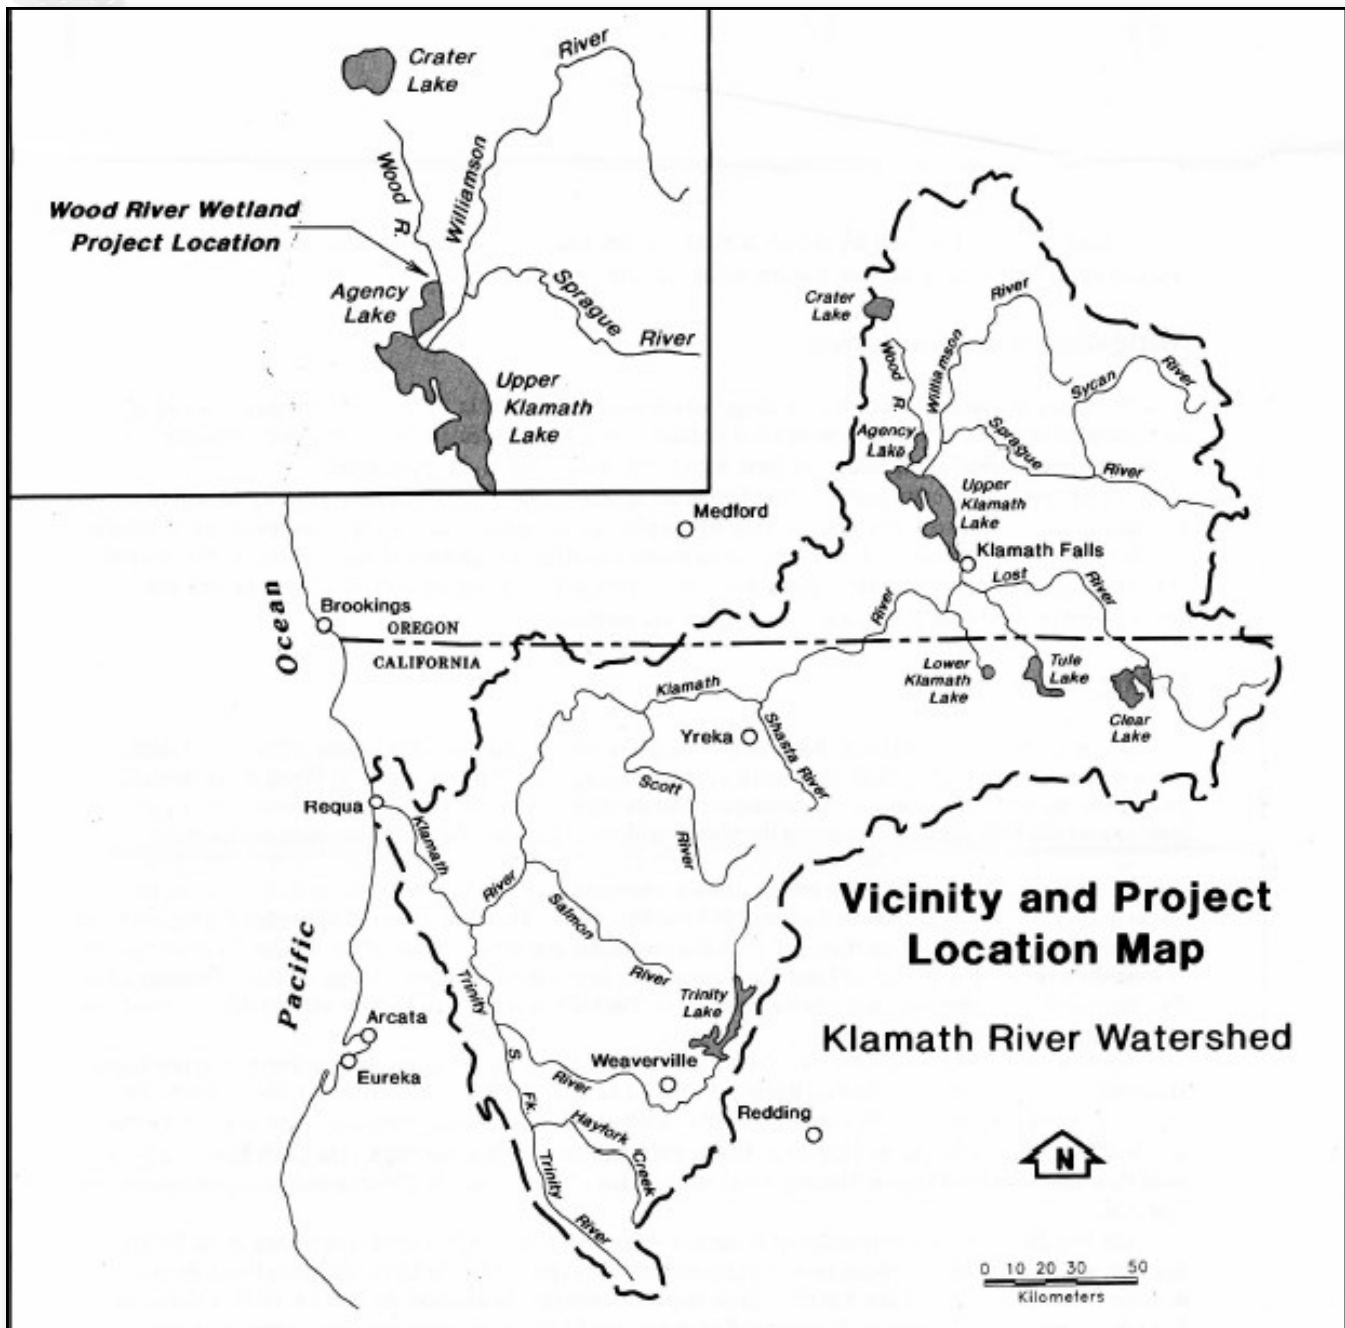 Crater
Lake
River
Williamson
Wood R.
Wood River Wetland
Project Location
Agency
Lake
Sprague
River
Upper
Klamath
Lake
Crater
Lake
River
Wood
R.
Williamson
Sycan
River
Agency
Lake
Sprague
River
Upper
Klamath
Lake
Medford
Klamath Falls
Lost
River
River
Ocean
Brookings
OREGON
CALIFORNIA
Lower
Klamath
Lake
Tule
Lake
Clear
Lake
Klamath
Yreka
Shasta River
Scott
River
Requa
Klamath
River
Salmon
River
Pacific
Trinity
Trinity
Lake
Arcata
Eureka
S.
Fk.
Trinity
River
River
Weaverville
Hayfork
Creek
Redding
Vicinity and Project
Location Map
Klamath River Watershed
N
0 10 20 30 50
Kilometers